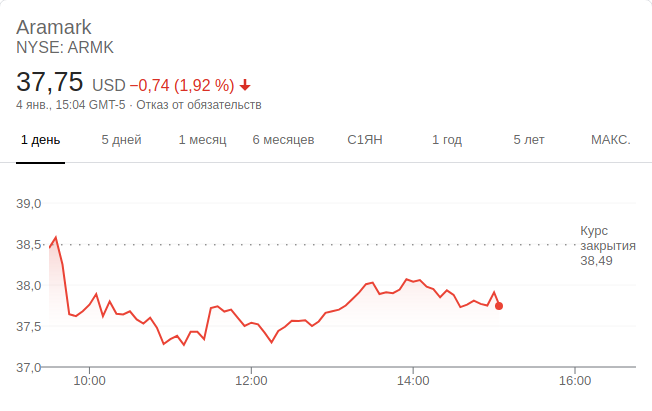 Aramark
NYSE: ARMK
37,75 USD −0,74 (1,92 %)
4 янв., 15:04 GMT-5 · Отказ от обязательств
1 день 5 дней 1 месяц 6 месяцев С1ЯН 1 год 5 лет МАКС.
39,0
Курс
38,5 закрытия
38,49
38,0
37,5
37,0
10:00 12:00 14:00 16:00